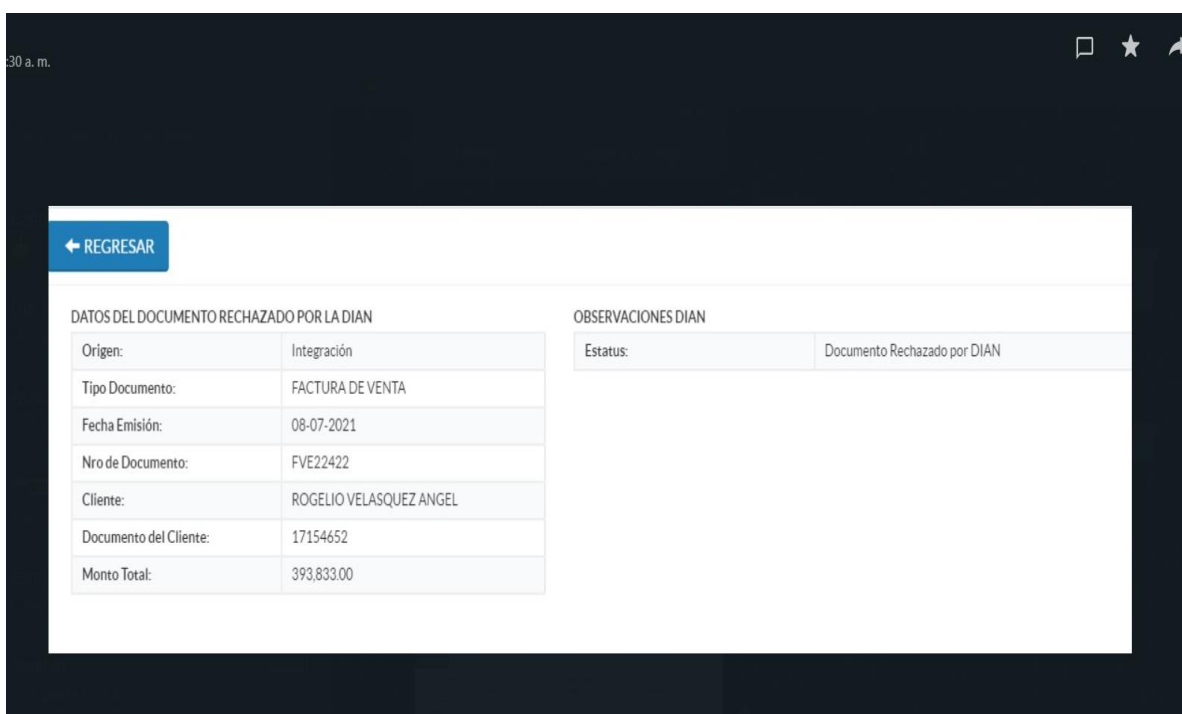 :30 a. m.
REGRESAR
DATOS DEL DOCUMENTO RECHAZADO POR LA DIAN
Origen: Integración
Tipo Documento: FACTURA DE VENTA
Fecha Emisión: 08-07-2021
Nro de Documento: FVE22422
Cliente: ROGELIO VELASQUEZ ANGEL
Documento del Cliente: 17154652
Monto Total: 393,833.00
OBSERVACIONES DIAN
Estatus: Documento Rechazado por DIAN